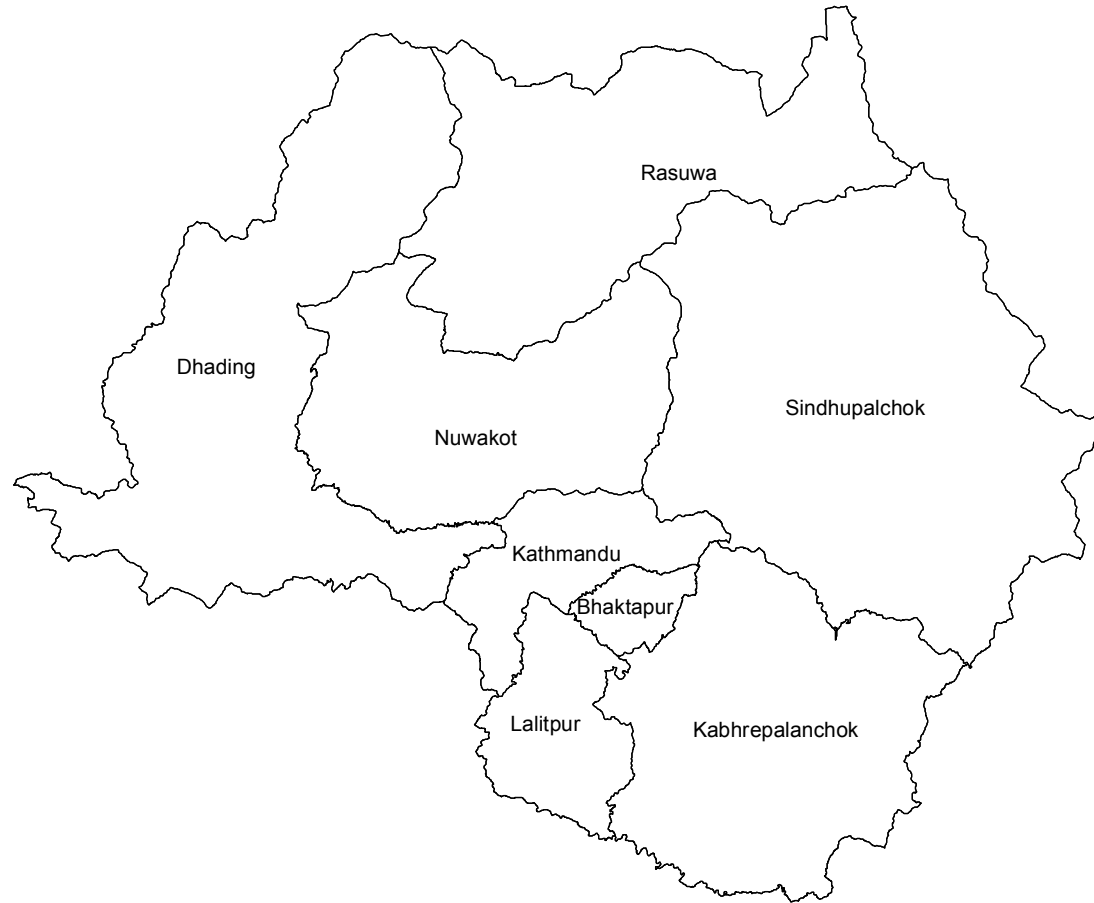 Rasuwa
Dhading
Sindhupalchok
Nuwakot
Kathmandu
Bhaktapur
Lalitpur
Kabhrepalanchok